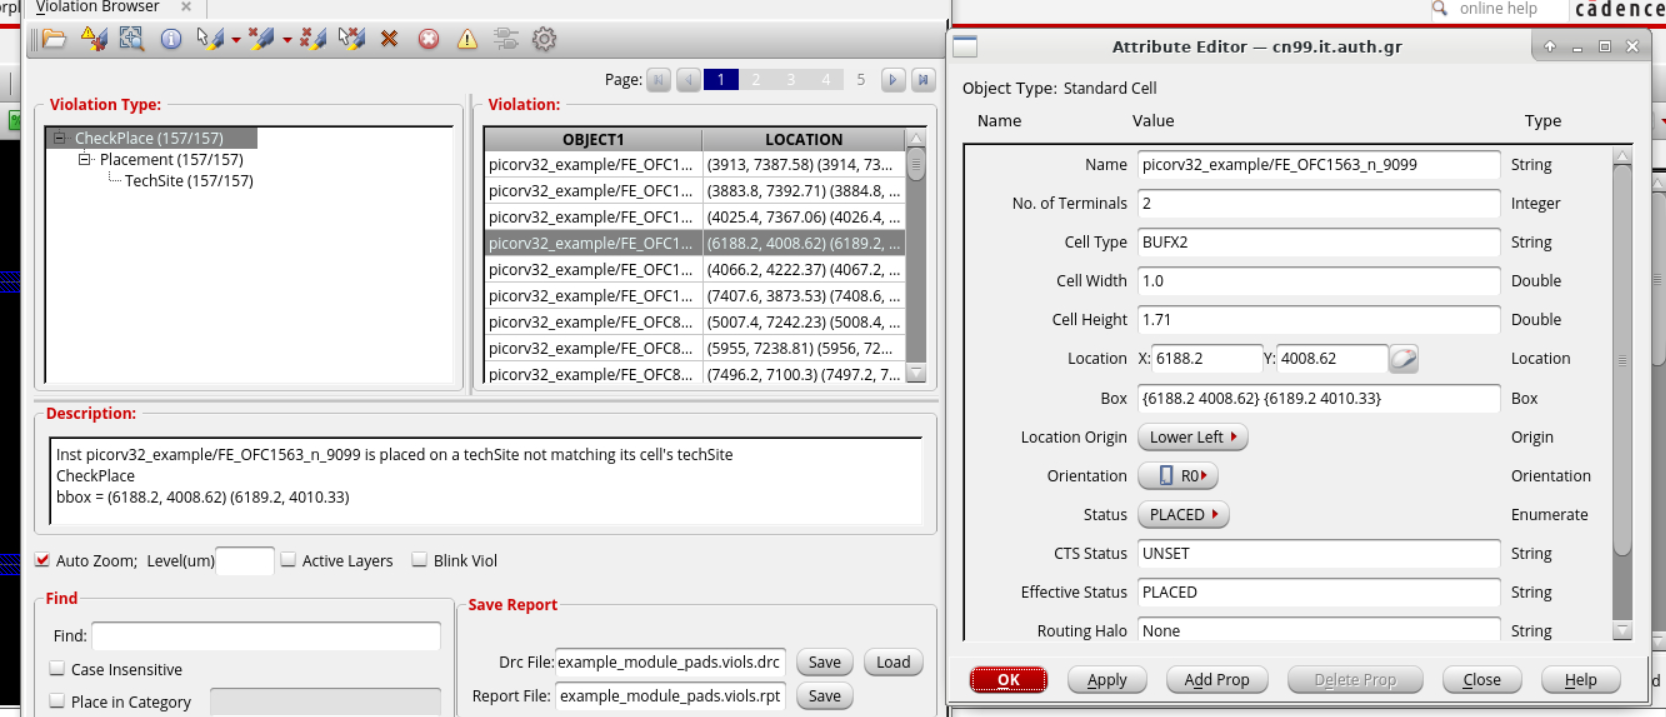 Violation Browser
online help
cādence
Page: 1 2 3 4 5
Violation Type:
CheckPlace (157/157)
Placement (157/157)
TechSite (157/157)
Violation:
OBJECT1 LOCATION
picorv32_example/FE_OFC1... (3913, 7387.58) (3914, 73...
picorv32_example/FE_OFC1... (3883.8, 7392.71) (3884.8, ...
picorv32_example/FE_OFC1... (4025.4, 7367.06) (4026.4, ...
picorv32_example/FE_OFC1... (6188.2, 4008.62) (6189.2, ...
picorv32_example/FE_OFC1... (4066.2, 4222.37) (4067.2, ...
picorv32_example/FE_OFC1... (7407.6, 3873.53) (7408.6, ...
picorv32_example/FE_OFC8... (5007.4, 7242.23) (5008.4, ...
picorv32_example/FE_OFC8... (5955, 7238.81) (5956, 72...
picorv32_example/FE_OFC8... (7496.2, 7100.3) (7497.2, 7...
Description:
Inst picorv32_example/FE_OFC1563_n_9099 is placed on a techSite not matching its cell's techSite
CheckPlace
bbox = (6188.2, 4008.62) (6189.2, 4010.33)
Auto Zoom; Level(um) Active Layers Blink Viol
Find
Find:
Case Insensitive
Place in Category
Save Report
Drc File: example_module_pads.viols.drc Save Load
Report File: example_module_pads.viols.rpt Save
Attribute Editor — cn99.it.auth.gr
Object Type: Standard Cell
Name Value Type
Name picorv32_example/FE_OFC1563_n_9099 String
No. of Terminals 2 Integer
Cell Type BUFX2 String
Cell Width 1.0 Double
Cell Height 1.71 Double
Location X: 6188.2 Y: 4008.62 Location
Box {6188.2 4008.62} {6189.2 4010.33} Box
Location Origin Lower Left Origin
Orientation R0 Orientation
Status PLACED Enumerate
CTS Status UNSET String
Effective Status PLACED String
Routing Halo None String
OK Apply Add Prop Delete Prop Close Help